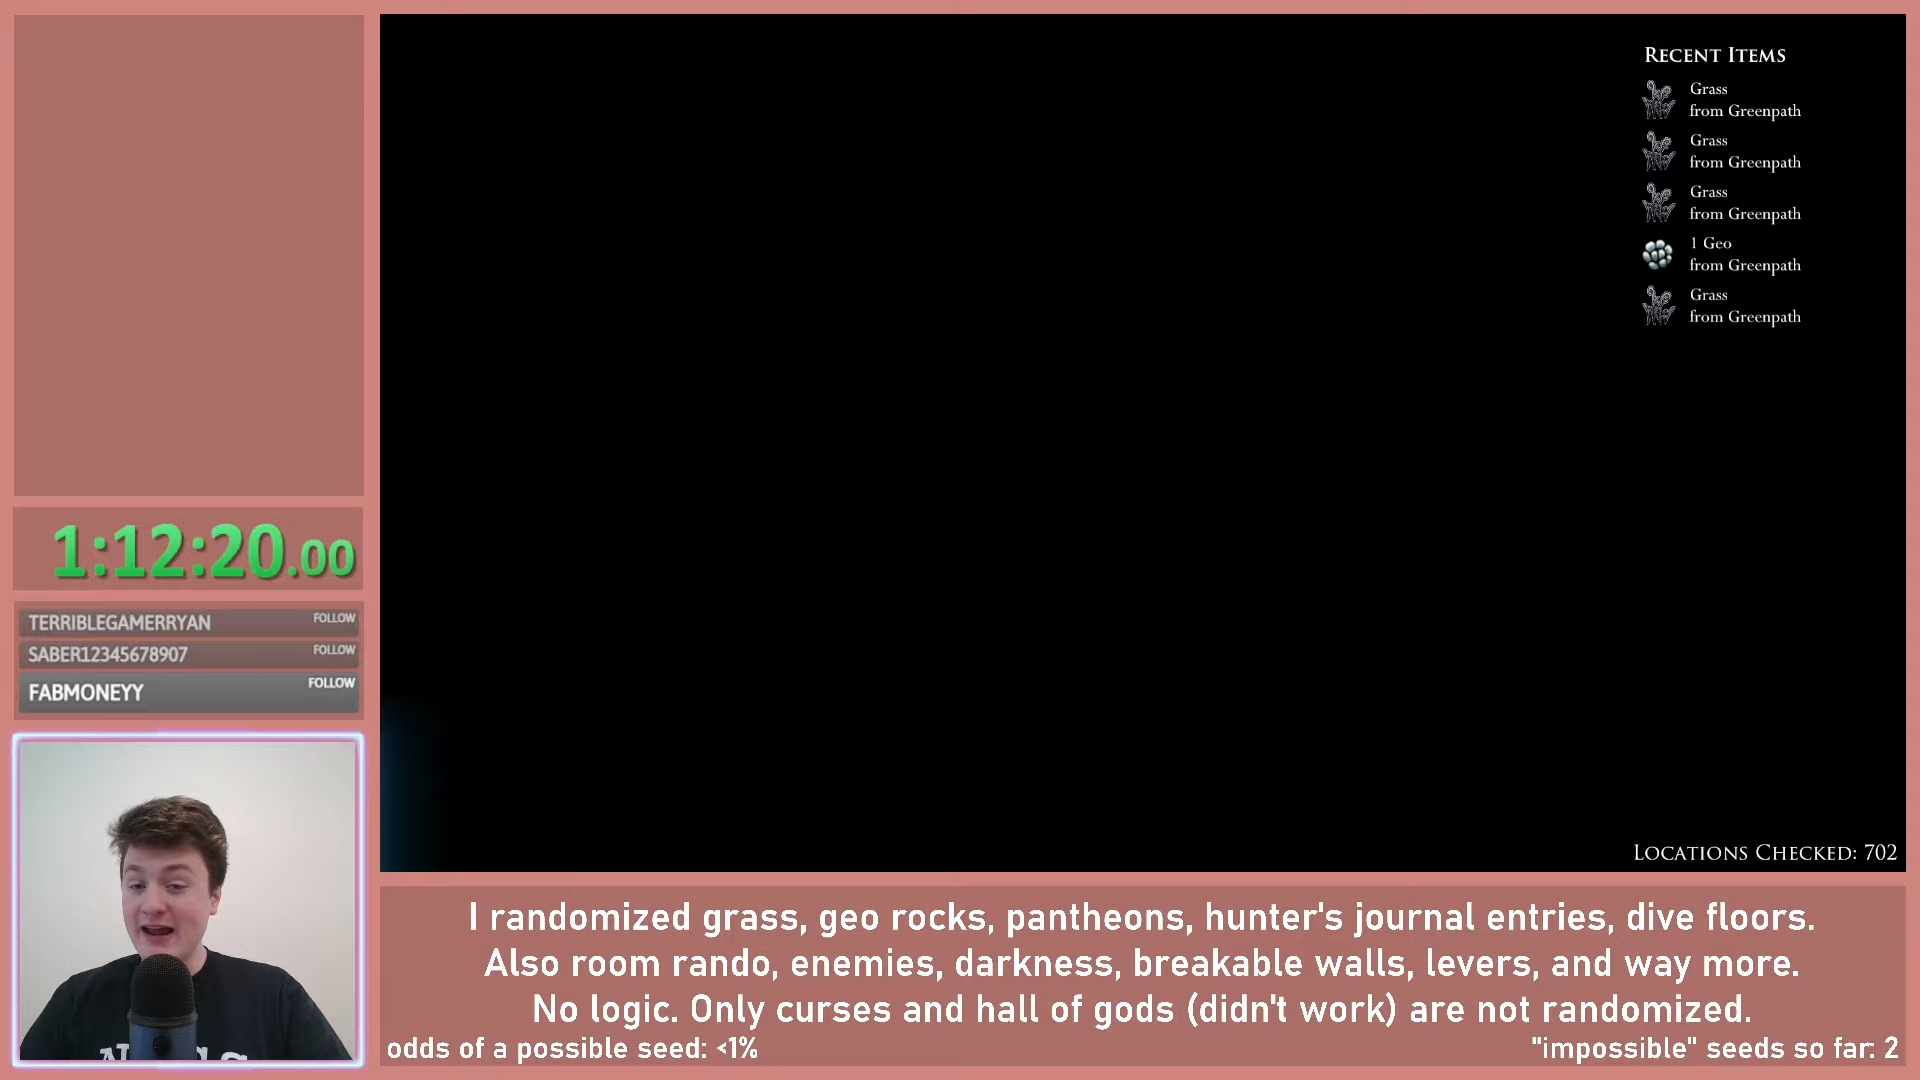 RECENT ITEMS
Grass
from Greenpath
Grass
from Greenpath
Grass
from Greenpath
1 Geo
from Greenpath
Grass
from Greenpath
1:12:20.00
TERRIBLEGAMERRYAN FOLLOW
SABER12345678907 FOLLOW
FABMONEYY FOLLOW
LOCATIONS CHECKED: 702
I randomized grass, geo rocks, pantheons, hunter's journal entries, dive floors.
Also room rando, enemies, darkness, breakable walls, levers, and way more.
No logic. Only curses and hall of gods (didn't work) are not randomized.
odds of a possible seed: <1%
"impossible" seeds so far: 2